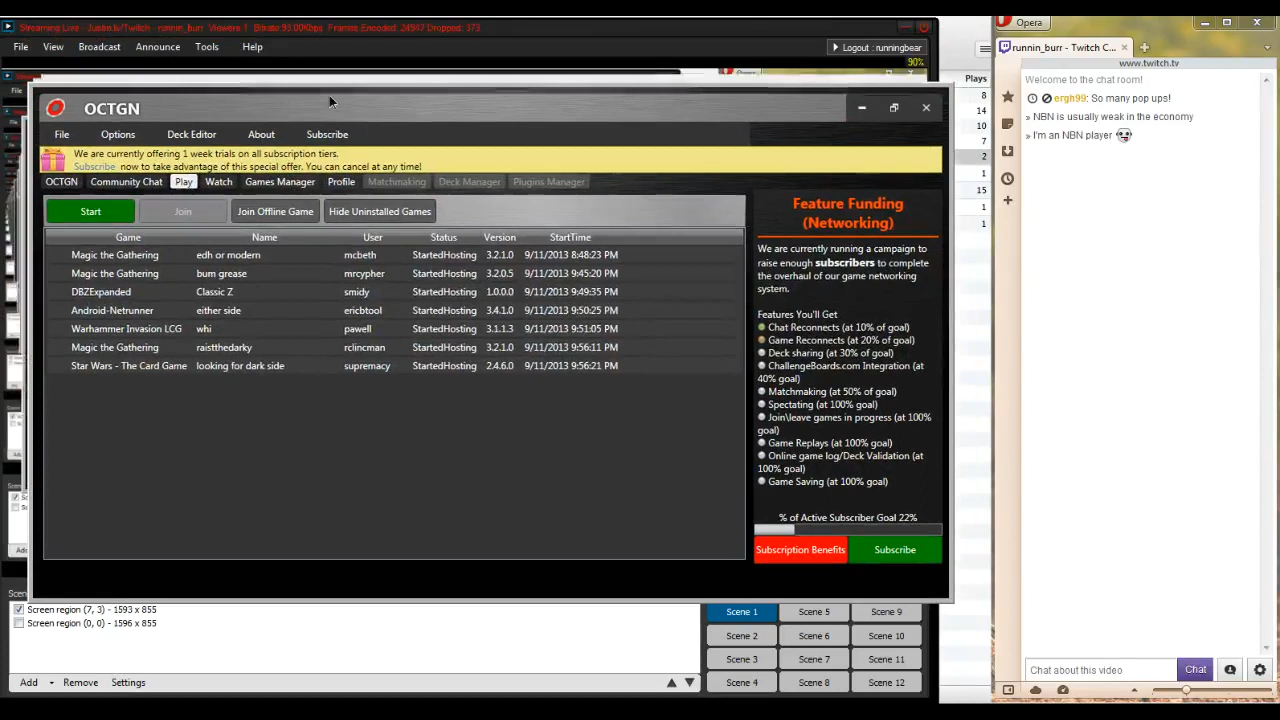 Streaming Live - Justin.tv/Twitch - runnin_burr Viewers 1 Bitrate 93.00Kbps Frames Encoded: 24947 Dropped: 373
File View Broadcast Announce Tools Help
Logout : runningbear
90%
Plays
8
14
10
7
2
1
15
1
1
OCTGN
File Options Deck Editor About Subscribe
We are currently offering 1 week trials on all subscription tiers.
Subscribe now to take advantage of this special offer. You can cancel at any time!
OCTGN Community Chat Play Watch Games Manager Profile Matchmaking Deck Manager Plugins Manager
Start Join Join Offline Game Hide Uninstalled Games
Game Name User Status Version StartTime
Magic the Gathering edh or modern mcbeth StartedHosting 3.2.1.0 9/11/2013 8:48:23 PM
Magic the Gathering bum grease mrcypher StartedHosting 3.2.0.5 9/11/2013 9:45:20 PM
DBZExpanded Classic Z smidy StartedHosting 1.0.0.0 9/11/2013 9:49:35 PM
Android-Netrunner either side ericbtool StartedHosting 3.4.1.0 9/11/2013 9:50:25 PM
Warhammer Invasion LCG whi pawell StartedHosting 3.1.1.3 9/11/2013 9:51:05 PM
Magic the Gathering raistthedarky rclincman StartedHosting 3.2.1.0 9/11/2013 9:56:11 PM
Star Wars - The Card Game looking for dark side supremacy StartedHosting 2.4.6.0 9/11/2013 9:56:21 PM
Feature Funding
(Networking)
We are currently running a campaign to
raise enough subscribers to complete
the overhaul of our game networking
system.
Features You'll Get
Chat Reconnects (at 10% of goal)
Game Reconnects (at 20% of goal)
Deck sharing (at 30% of goal)
ChallengeBoards.com Integration (at
40% goal)
Matchmaking (at 50% of goal)
Spectating (at 100% goal)
Join\leave games in progress (at 100%
goal)
Game Replays (at 100% goal)
Online game log/Deck Validation (at
100% goal)
Game Saving (at 100% goal)
% of Active Subscriber Goal 22%
Subscription Benefits Subscribe
Screen region (7, 3) - 1593 x 855
Screen region (0, 0) - 1596 x 855
Add Remove Settings
Scene 1 Scene 5 Scene 9
Scene 2 Scene 6 Scene 10
Scene 3 Scene 7 Scene 11
Scene 4 Scene 8 Scene 12
Opera
runnin_burr - Twitch C...
www.twitch.tv
Welcome to the chat room!
ergh99: So many pop ups!
» NBN is usually weak in the economy
» I'm an NBN player
Chat about this video Chat